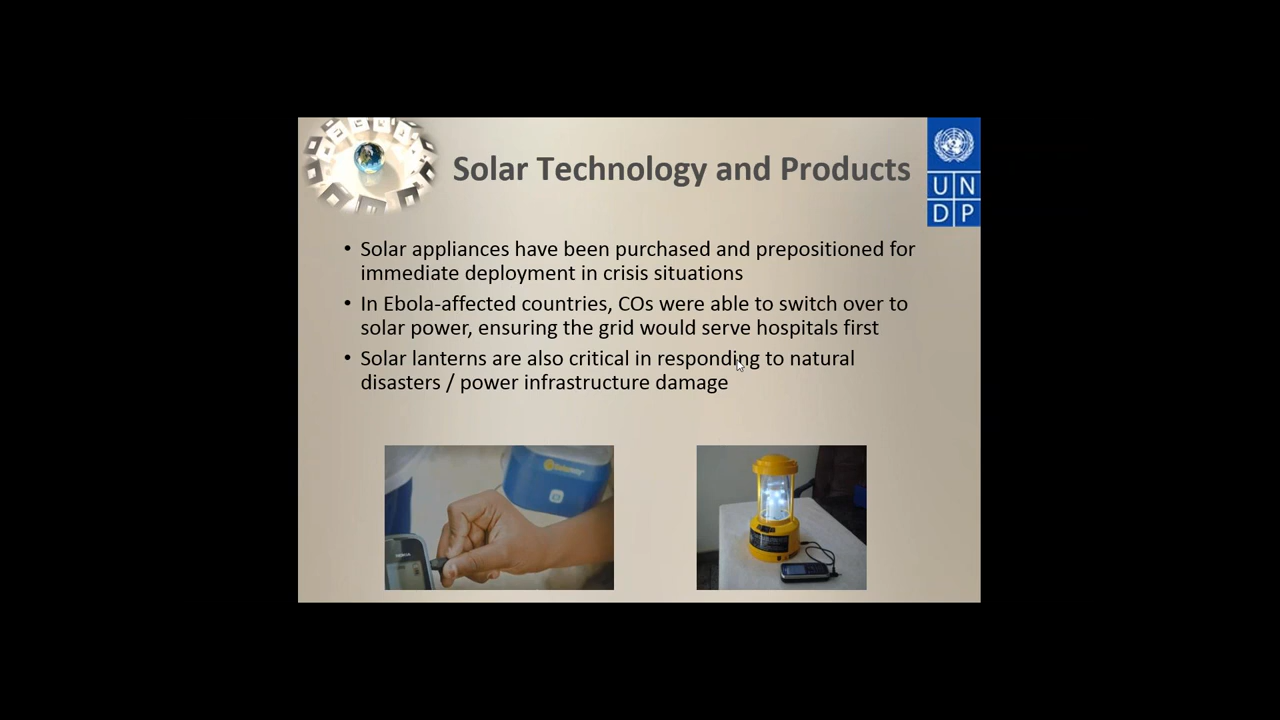 Solar Technology and Products
U N
D P
• Solar appliances have been purchased and prepositioned for
immediate deployment in crisis situations
• In Ebola-affected countries, COs were able to switch over to
solar power, ensuring the grid would serve hospitals first
• Solar lanterns are also critical in responding to natural
disasters / power infrastructure damage
NOKIA